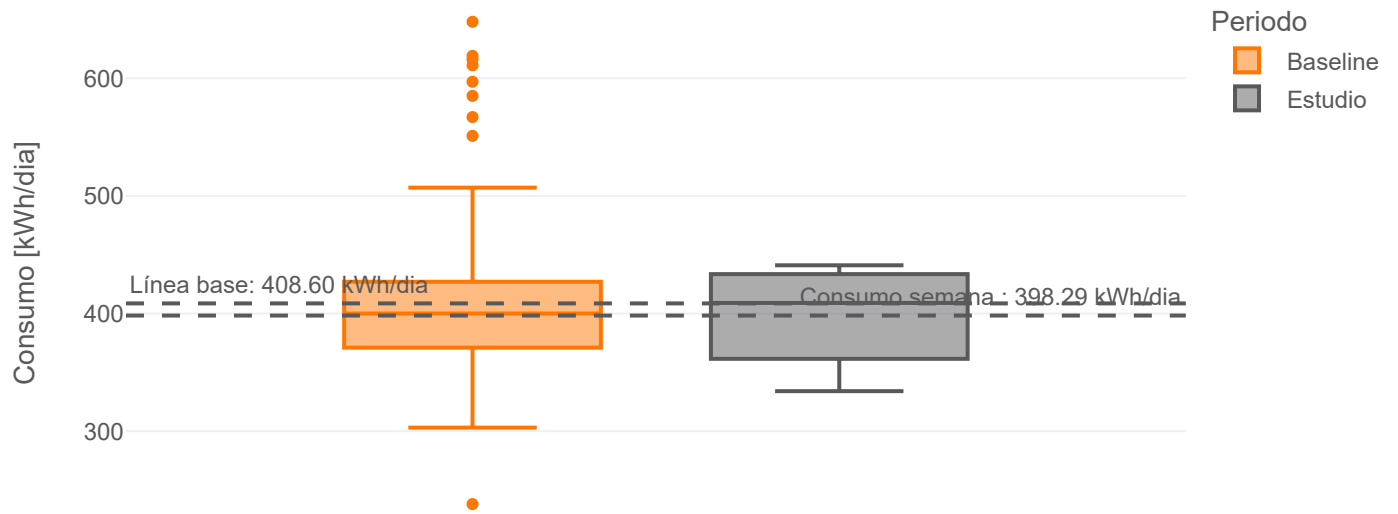 Consumo [kWh/dia]
600
500
400
300
Línea base: 408.60 kWh/dia
Consumo semana : 398.29 kWh/dia
Periodo
Baseline
Estudio